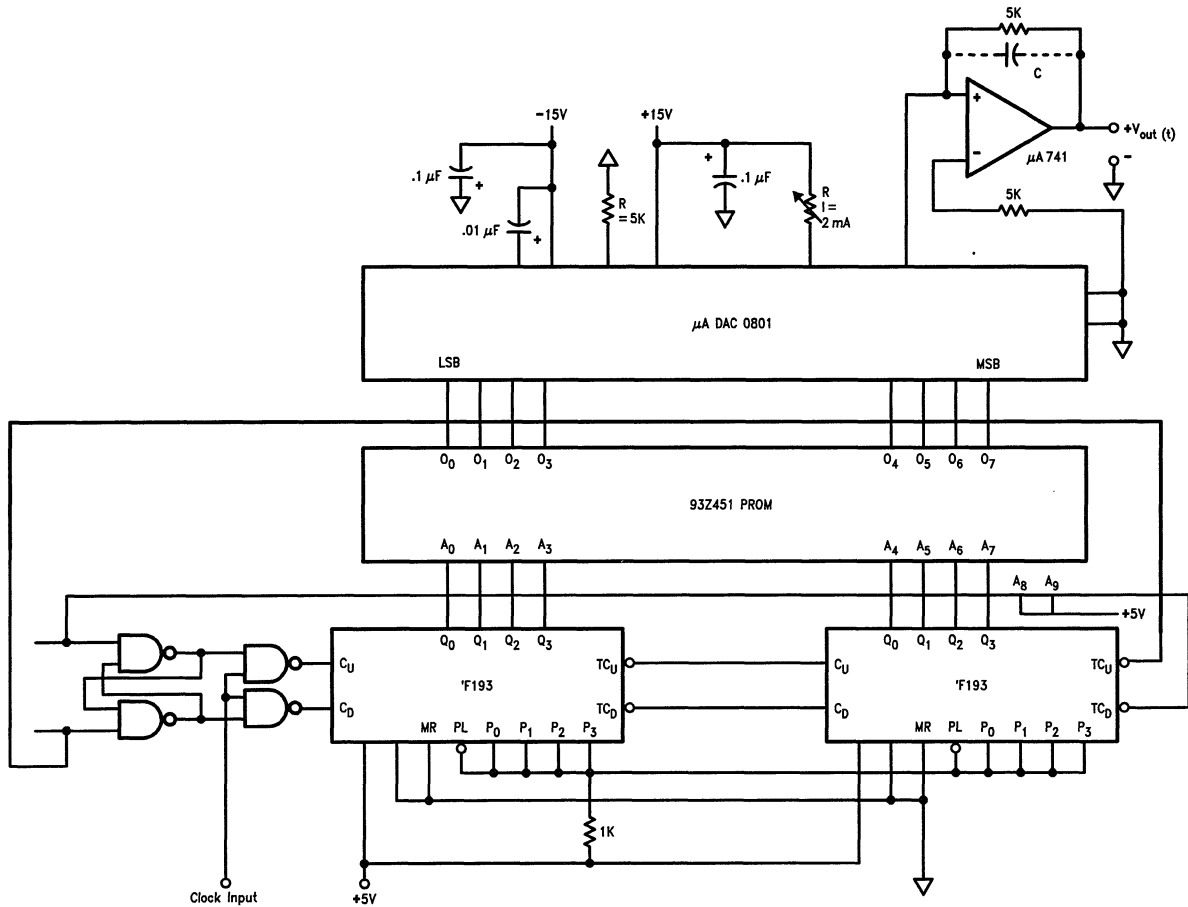 5K
C
-15V
+15V
+
+Vout (t)
-
μA 741
-
.1 μF
+
+
.1 μF
R
= 5K
R
I =
2 mA
5K
.01 μF
+
μA DAC 0801
LSB
MSB
O0 O1 O2 O3 O4 O5 O6 O7
93Z451 PROM
A0 A1 A2 A3 A4 A5 A6 A7
A8 A9
+5V
Q0 Q1 Q2 Q3
Q0 Q1 Q2 Q3
CU TCU
CU TCU
'F193
'F193
CD TCD
CD TCD
MR PL P0 P1 P2 P3
MR PL P0 P1 P2 P3
1K
Clock Input
+5V